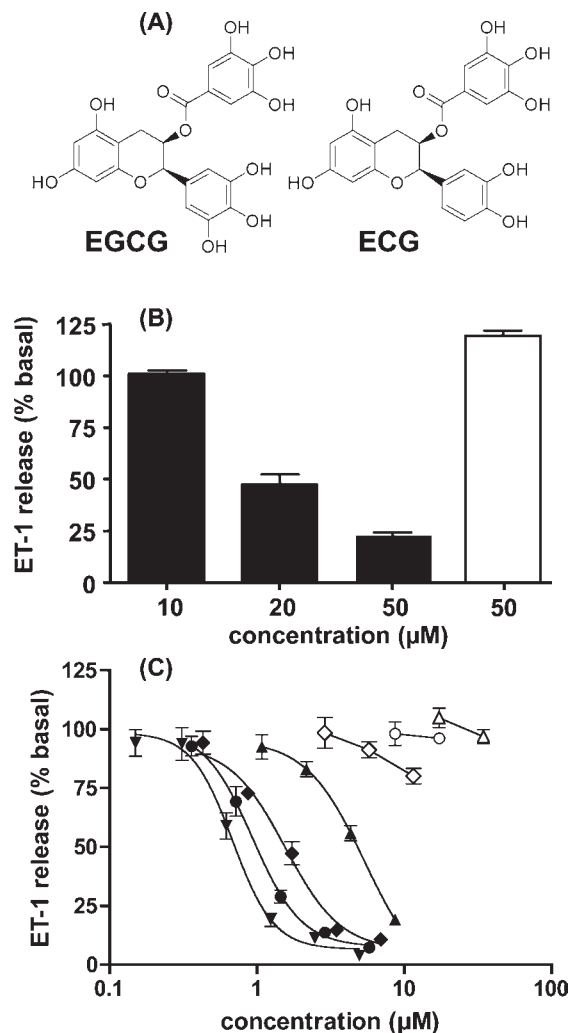 (A)
OH
OH
OH
O
O
OH
HO
O
OH
OH
OH
EGCG
OH
OH
OH
O
O
OH
HO
O
OH
OH
ECG
(B)
ET-1 release (% basal)
125
100
75
50
25
0
10 20 50 50
concentration (µM)
(C)
ET-1 release (% basal)
125
100
75
50
25
0
0.1 1 10 100
concentration (µM)